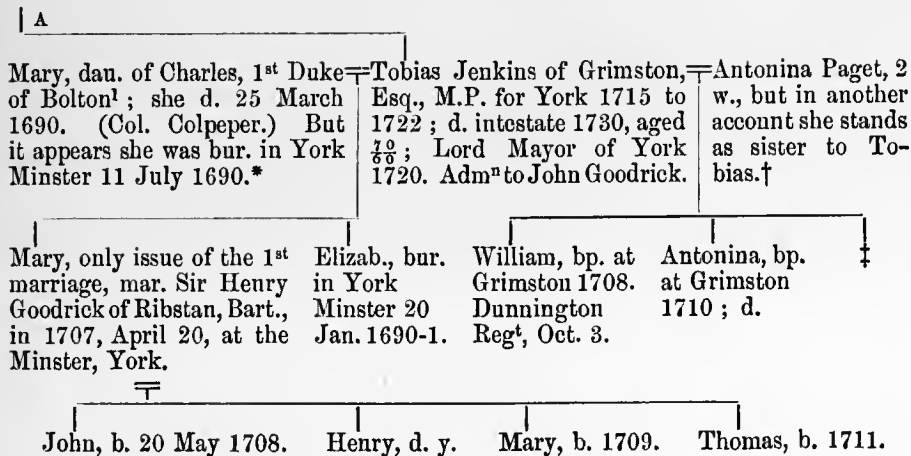 A
Mary, dau. of Charles, 1st Duke
of Bolton¹ ; she d. 25 March
1690. (Col. Colpeper.) But
it appears she was bur. in York
Minster 11 July 1690.*
Tobias Jenkins of Grimston,
Esq., M.P. for York 1715 to
1722 ; d. intestate 1730, aged
70/60 ; Lord Mayor of York
1720. Admⁿ to John Goodrick.
Antonina Paget, 2
w., but in another
account she stands
as sister to To-
bias.†
Mary, only issue of the 1st
marriage, mar. Sir Henry
Goodrick of Ribstan, Bart.,
in 1707, April 20, at the
Minster, York.
Elizab., bur.
in York
Minster 20
Jan. 1690-1.
William, bp. at
Grimston 1708.
Dunnington
Regᵗ, Oct. 3.
Antonina, bp.
at Grimston
1710 ; d.
‡
John, b. 20 May 1708. Henry, d. y. Mary, b. 1709. Thomas, b. 1711.